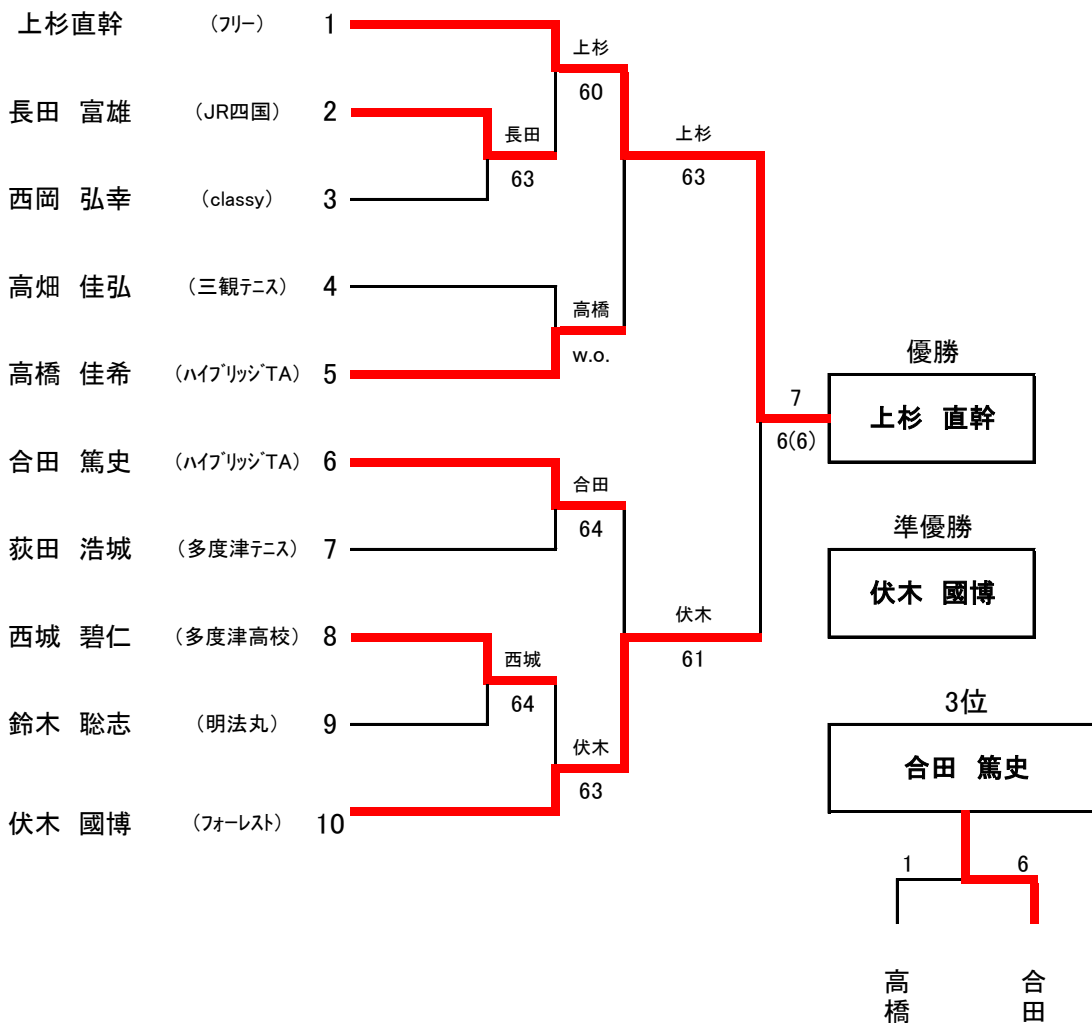 上杉直幹 (フリー) 1
上杉
60
長田 富雄 (JR四国) 2
長田
63
上杉
63
西岡 弘幸 (classy) 3
高畑 佳弘 (三観テニス) 4
高橋
w.o.
高橋 佳希 (ハイブリッジTA) 5
優勝
7
6(6)
上杉 直幹
合田 篤史 (ハイブリッジTA) 6
合田
64
荻田 浩城 (多度津テニス) 7
準優勝
伏木 國博
西城 碧仁 (多度津高校) 8
西城
64
伏木
61
鈴木 聡志 (明法丸) 9
伏木
63
3位
合田 篤史
伏木 國博 (フォーレスト) 10
1 6
高橋
合田